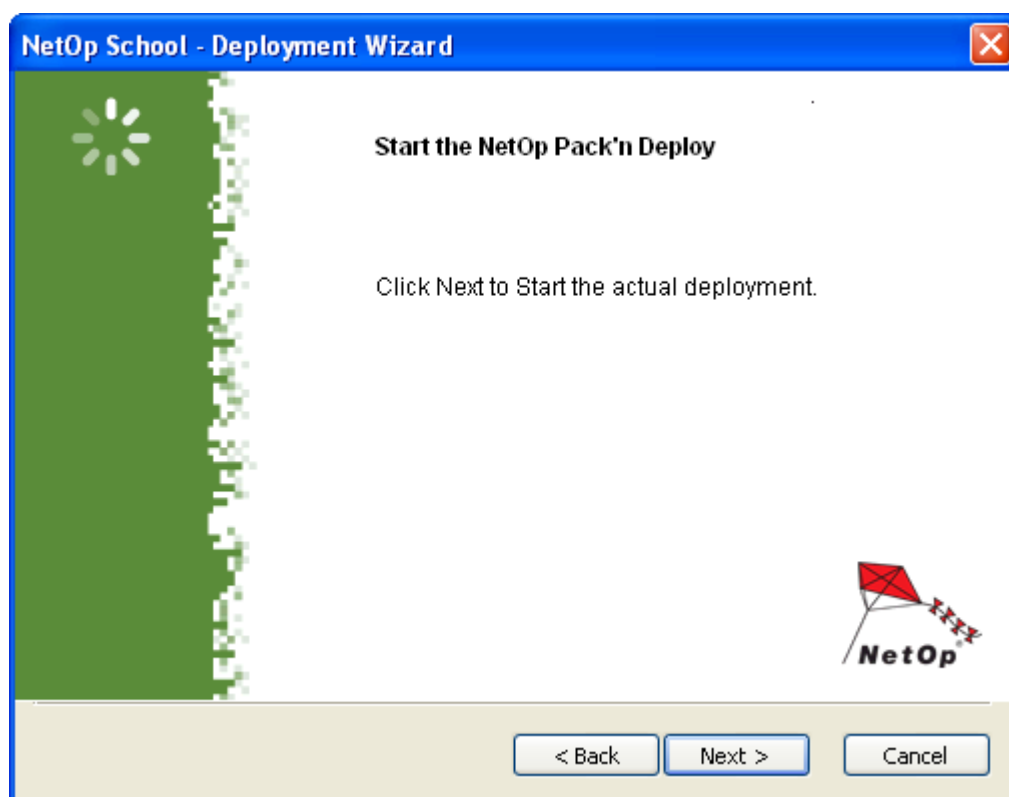 NetOp School - Deployment Wizard
Start the NetOp Pack'n Deploy
Click Next to Start the actual deployment.
NetOp®
< Back
Next >
Cancel